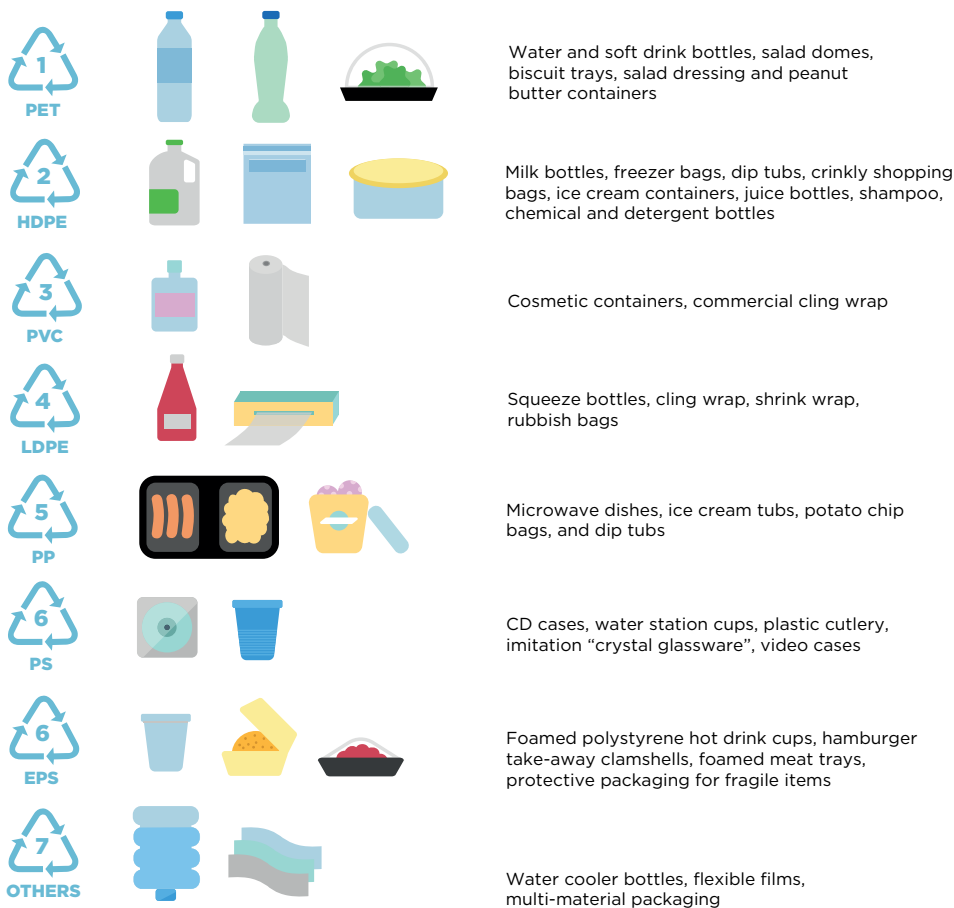 1
PET
Water and soft drink bottles, salad domes,
biscuit trays, salad dressing and peanut
butter containers
2
HDPE
Milk bottles, freezer bags, dip tubs, crinkly shopping
bags, ice cream containers, juice bottles, shampoo,
chemical and detergent bottles
3
PVC
Cosmetic containers, commercial cling wrap
4
LDPE
Squeeze bottles, cling wrap, shrink wrap,
rubbish bags
5
PP
Microwave dishes, ice cream tubs, potato chip
bags, and dip tubs
6
PS
CD cases, water station cups, plastic cutlery,
imitation “crystal glassware”, video cases
6
EPS
Foamed polystyrene hot drink cups, hamburger
take-away clamshells, foamed meat trays,
protective packaging for fragile items
7
OTHERS
Water cooler bottles, flexible films,
multi-material packaging